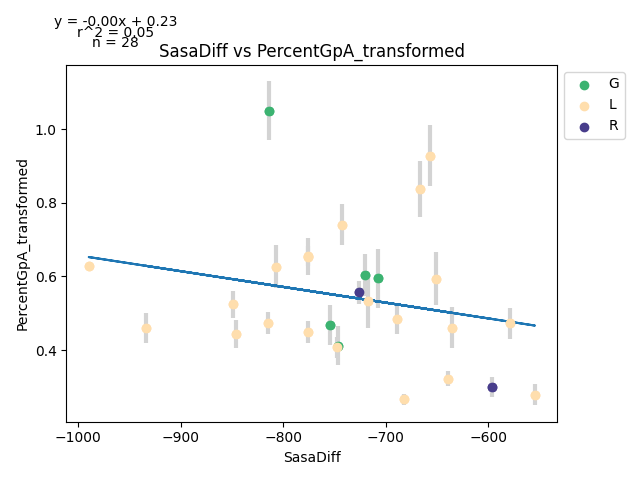 y = -0.00x + 0.23
r^2 = 0.05
n = 28
SasaDiff vs PercentGpA_transformed
G
L
R
PercentGpA_transformed
1.0
0.8
0.6
0.4
−1000
−900
−800
−700
−600
SasaDiff